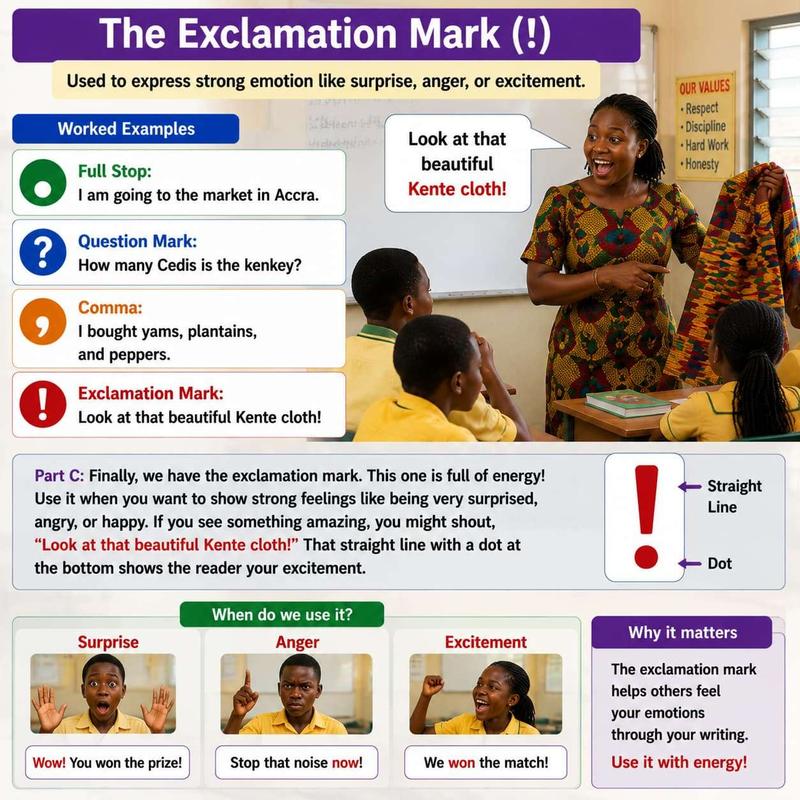 The Exclamation Mark (!)
Used to express strong emotion like surprise, anger, or excitement.
Worked Examples
Full Stop:
I am going to the market in Accra.
?
Question Mark:
How many Cedis is the kenkey?
,
Comma:
I bought yams, plantains,
and peppers.
!
Exclamation Mark:
Look at that beautiful Kente cloth!
Look at that
beautiful
Kente cloth!
OUR VALUES
• Respect
• Discipline
• Hard Work
• Honesty
Part C: Finally, we have the exclamation mark. This one is full of energy!
Use it when you want to show strong feelings like being very surprised,
angry, or happy. If you see something amazing, you might shout,
“Look at that beautiful Kente cloth!” That straight line with a dot at
the bottom shows the reader your excitement.
!
Straight
Line
Dot
When do we use it?
Surprise
Wow! You won the prize!
Anger
Stop that noise now!
Excitement
We won the match!
Why it matters
The exclamation mark
helps others feel
your emotions
through your writing.
Use it with energy!